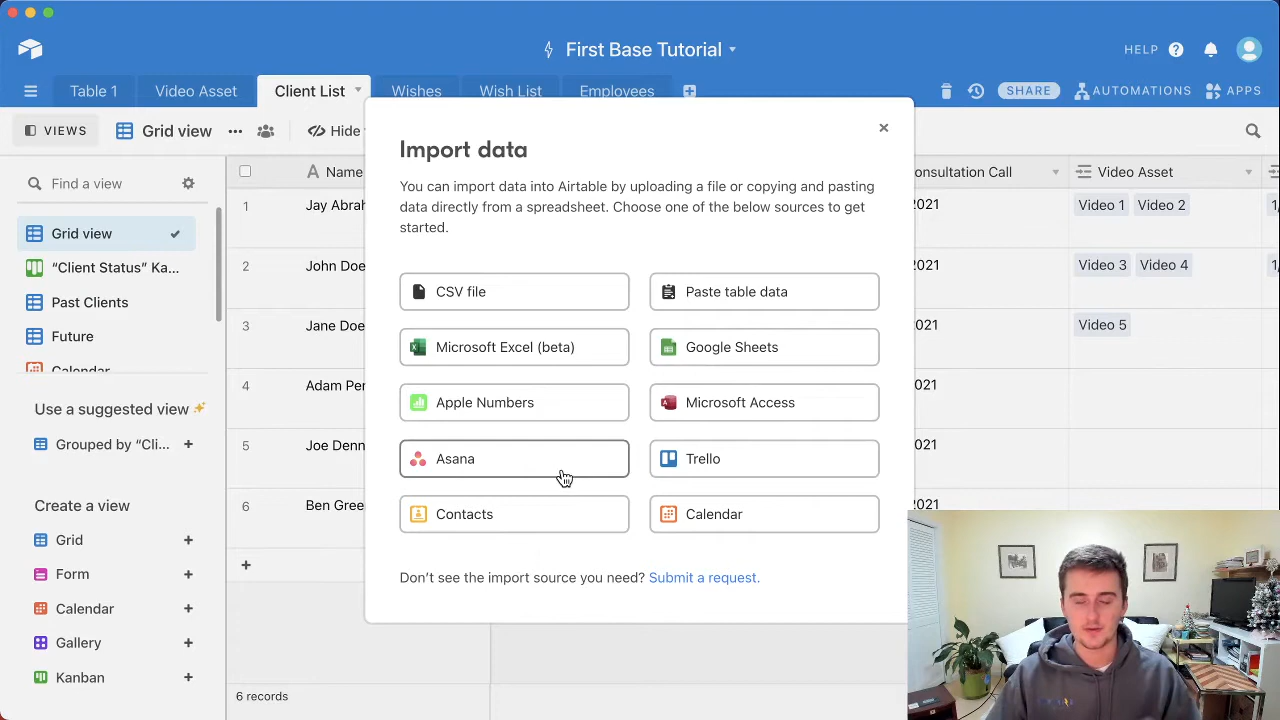 First Base Tutorial
HELP
Table 1
Video Asset
Client List
Wishes
Wish List
Employees
SHARE
AUTOMATIONS
APPS
VIEWS
Grid view
Hide
Find a view
Grid view
"Client Status" Ka...
Past Clients
Future
Calendar
Use a suggested view
Grouped by "Cli...
Create a view
Grid
Form
Calendar
Gallery
Kanban
Name
onsultation Call
Video Asset
1
Jay Abrah
2021
Video 1
Video 2
2
John Doe
2021
Video 3
Video 4
3
Jane Doe
021
Video 5
4
Adam Per
021
5
Joe Denn
021
6
Ben Gree
2021
6 records
Import data
You can import data into Airtable by uploading a file or copying and pasting
data directly from a spreadsheet. Choose one of the below sources to get
started.
CSV file
Paste table data
Microsoft Excel (beta)
Google Sheets
Apple Numbers
Microsoft Access
Asana
Trello
Contacts
Calendar
Don't see the import source you need? Submit a request.